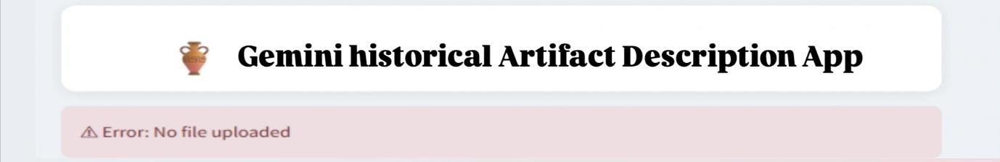 🏺 Gemini historical Artifact Description App
⚠ Error: No file uploaded